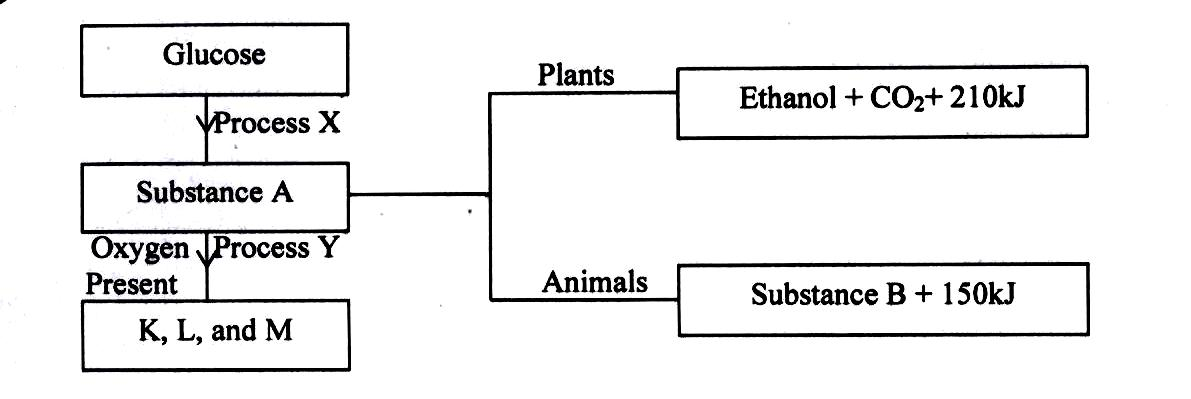 Glucose
Process X
Substance A
Oxygen Process Y
Present
K, L, and M
Plants
Ethanol + CO₂+ 210kJ
Animals
Substance B + 150kJ